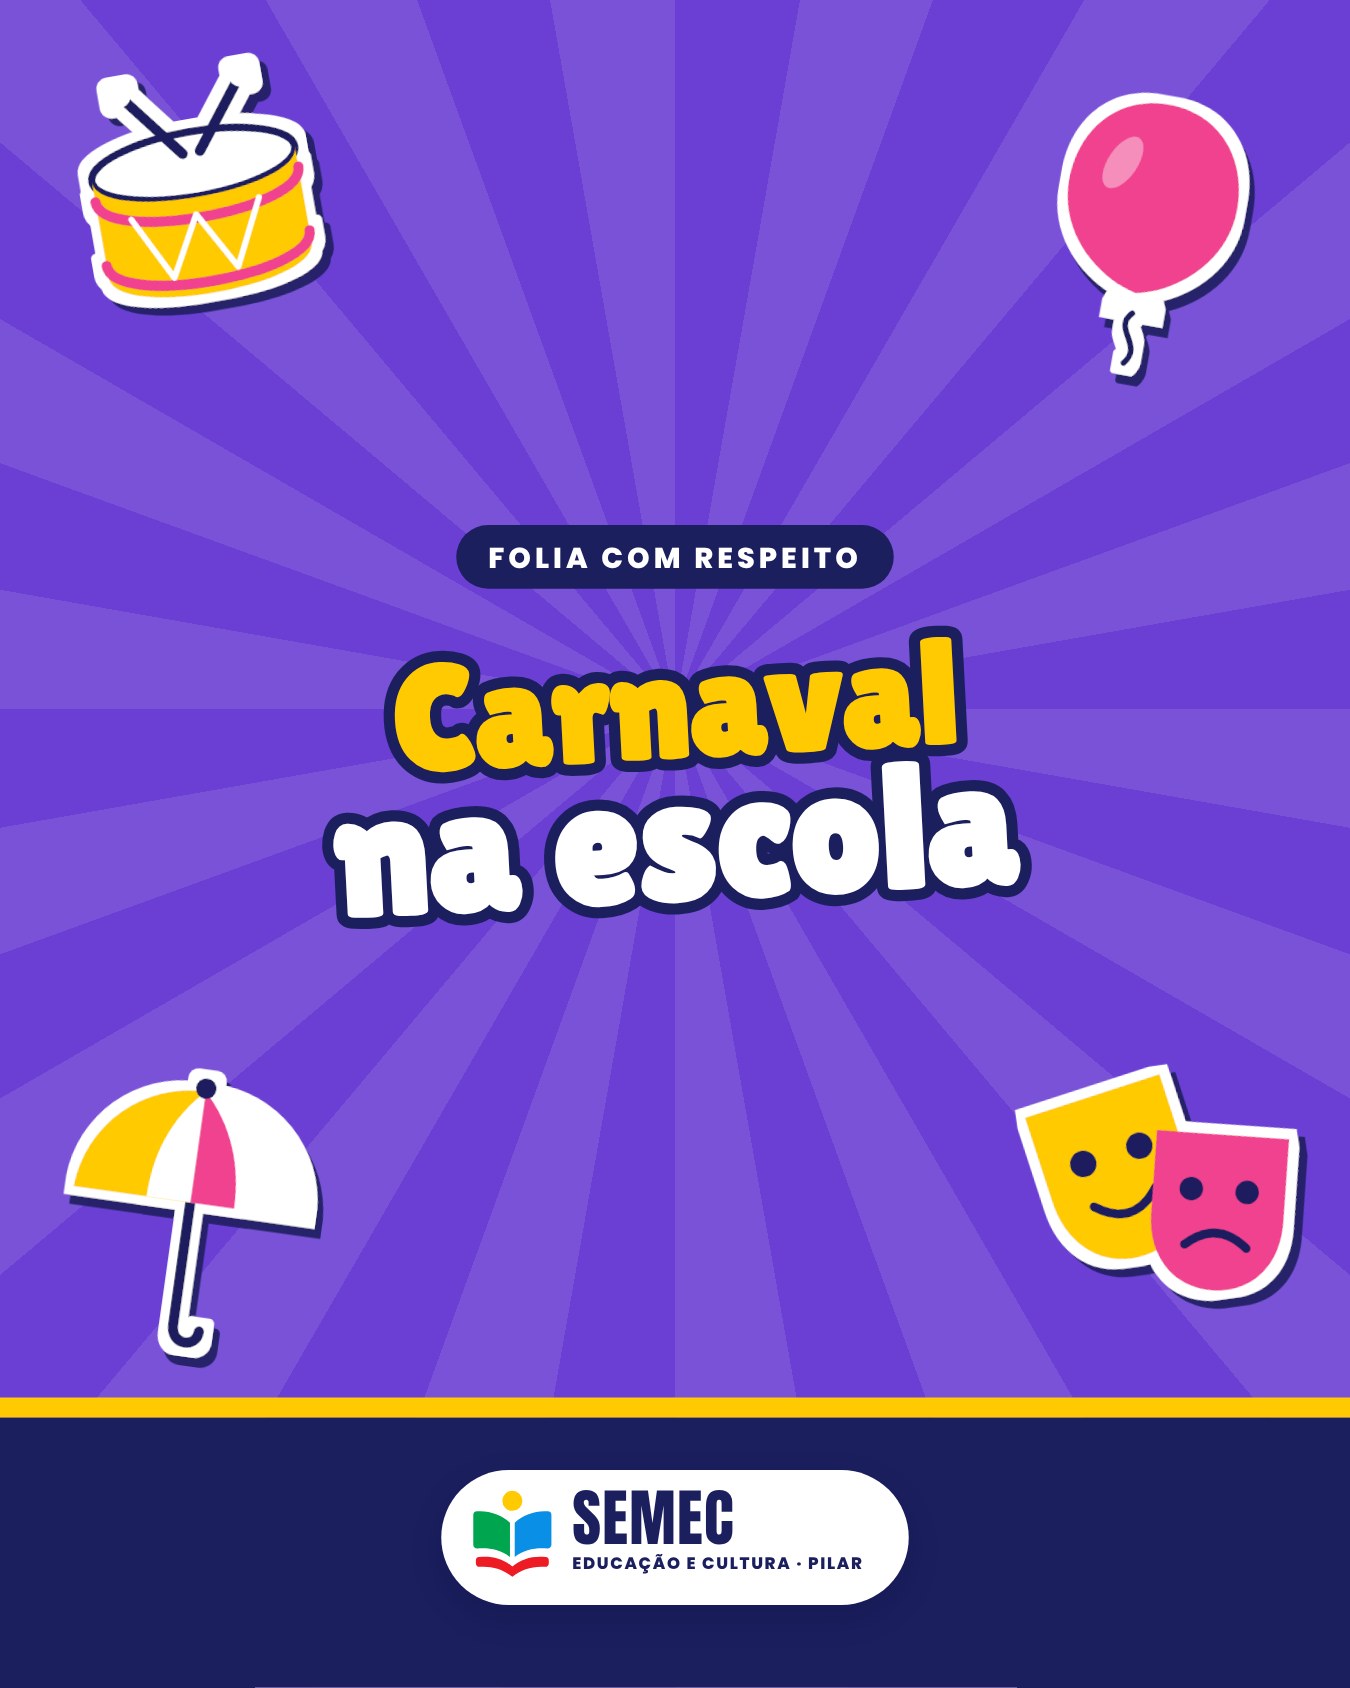 FOLIA COM RESPEITO
Carnaval
na escola
SEMEC
EDUCAÇÃO E CULTURA · PILAR